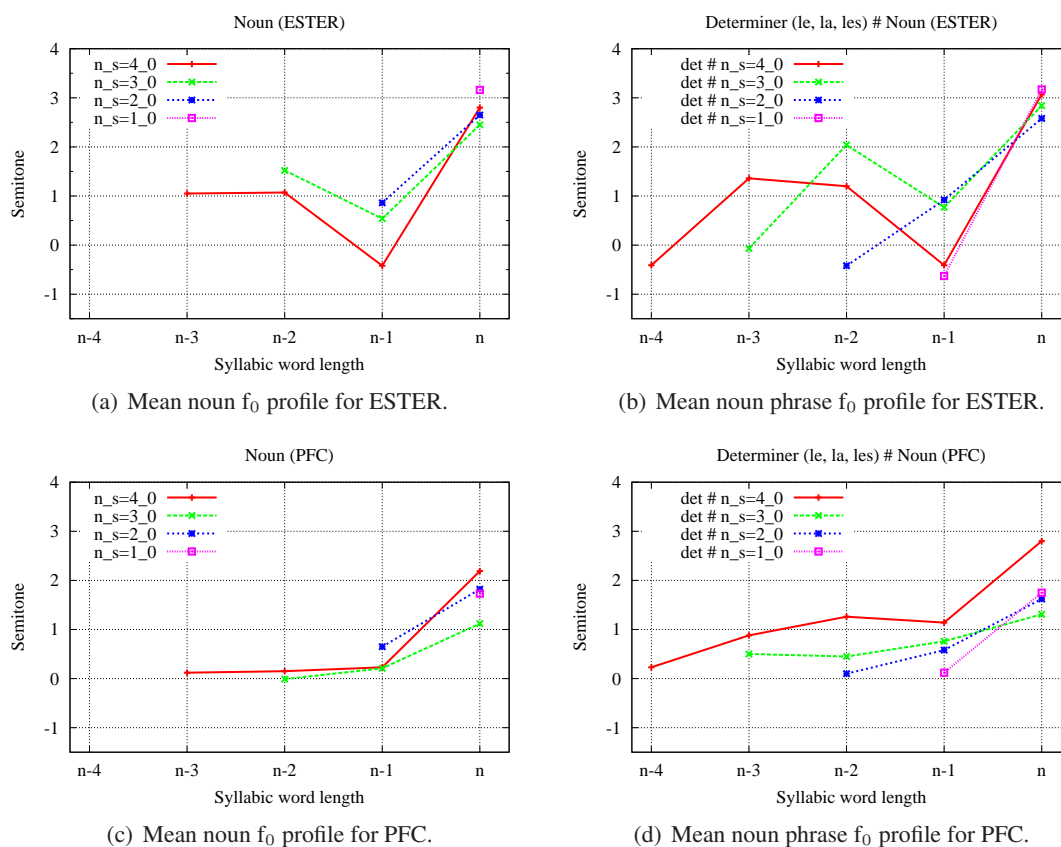 Noun (ESTER)
4
3
2
1
0
-1
Semitone
n_s=4_0
n_s=3_0
n_s=2_0
n_s=1_0
n-4 n-3 n-2 n-1 n
Syllabic word length
(a) Mean noun f0 profile for ESTER.
Determiner (le, la, les) # Noun (ESTER)
4
3
2
1
0
-1
Semitone
det # n_s=4_0
det # n_s=3_0
det # n_s=2_0
det # n_s=1_0
n-4 n-3 n-2 n-1 n
Syllabic word length
(b) Mean noun phrase f0 profile for ESTER.
Noun (PFC)
4
3
2
1
0
-1
Semitone
n_s=4_0
n_s=3_0
n_s=2_0
n_s=1_0
n-4 n-3 n-2 n-1 n
Syllabic word length
(c) Mean noun f0 profile for PFC.
Determiner (le, la, les) # Noun (PFC)
4
3
2
1
0
-1
Semitone
det # n_s=4_0
det # n_s=3_0
det # n_s=2_0
det # n_s=1_0
n-4 n-3 n-2 n-1 n
Syllabic word length
(d) Mean noun phrase f0 profile for PFC.